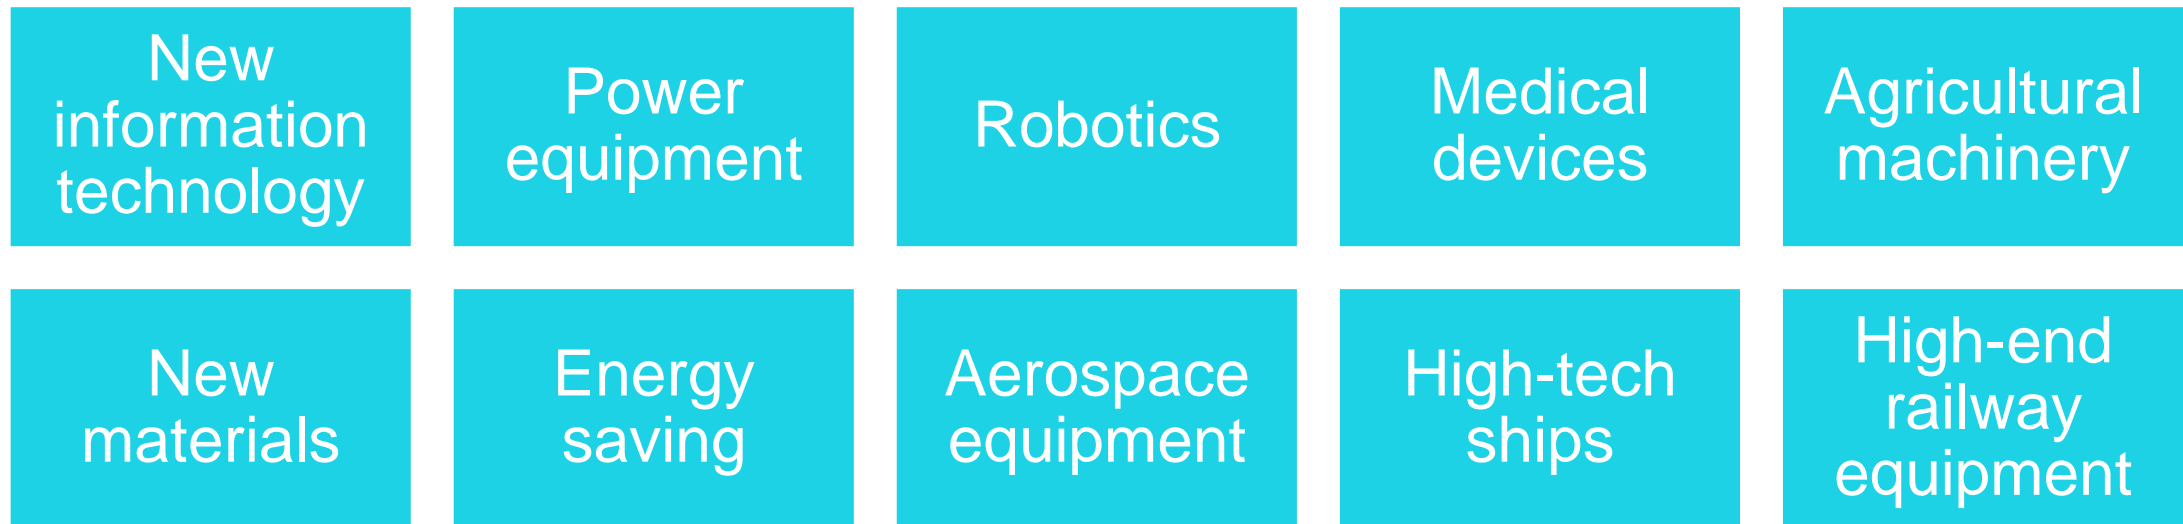 New
information
technology
Power
equipment
Robotics
Medical
devices
Agricultural
machinery
New
materials
Energy
saving
Aerospace
equipment
High-tech
ships
High-end
railway
equipment